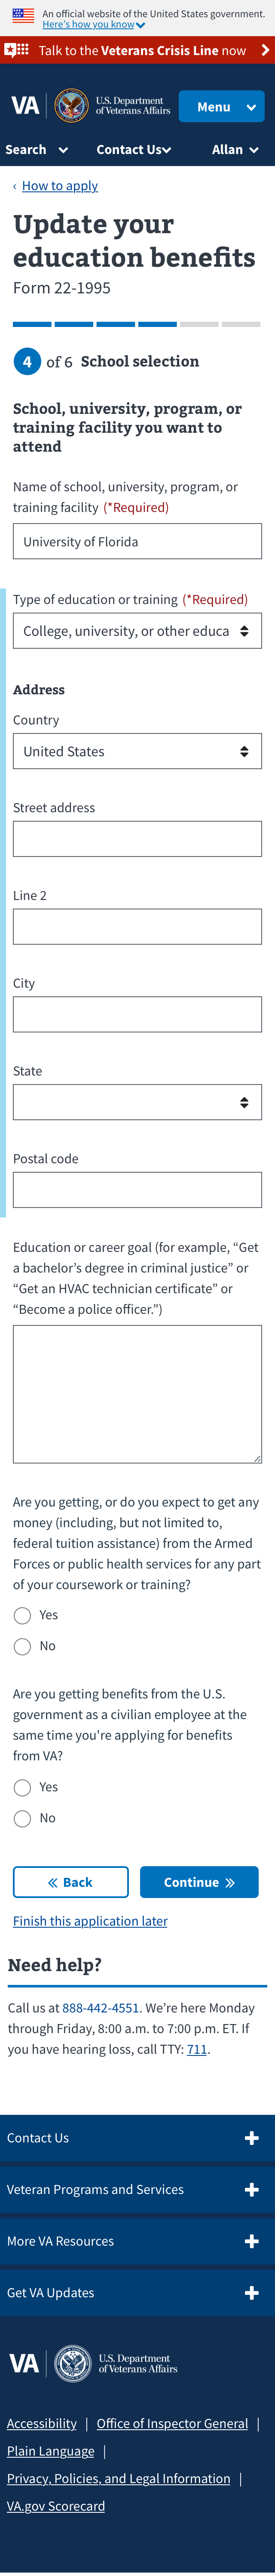 An official website of the United States government.
Here's how you know
Talk to the Veterans Crisis Line now
VA
U.S. Department
of Veterans Affairs
Menu
Search
Contact Us
Allan
‹ How to apply
Update your
education benefits
Form 22-1995
4 of 6 School selection
School, university, program, or
training facility you want to
attend
Name of school, university, program, or
training facility (*Required)
University of Florida
Type of education or training (*Required)
College, university, or other educa
Address
Country
United States
Street address
Line 2
City
State
Postal code
Education or career goal (for example, “Get
a bachelor’s degree in criminal justice” or
“Get an HVAC technician certificate” or
“Become a police officer.”)
Are you getting, or do you expect to get any
money (including, but not limited to,
federal tuition assistance) from the Armed
Forces or public health services for any part
of your coursework or training?
Yes
No
Are you getting benefits from the U.S.
government as a civilian employee at the
same time you're applying for benefits
from VA?
Yes
No
« Back
Continue »
Finish this application later
Need help?
Call us at 888-442-4551. We’re here Monday
through Friday, 8:00 a.m. to 7:00 p.m. ET. If
you have hearing loss, call TTY: 711.
Contact Us
Veteran Programs and Services
More VA Resources
Get VA Updates
VA
U.S. Department
of Veterans Affairs
Accessibility | Office of Inspector General |
Plain Language |
Privacy, Policies, and Legal Information |
VA.gov Scorecard